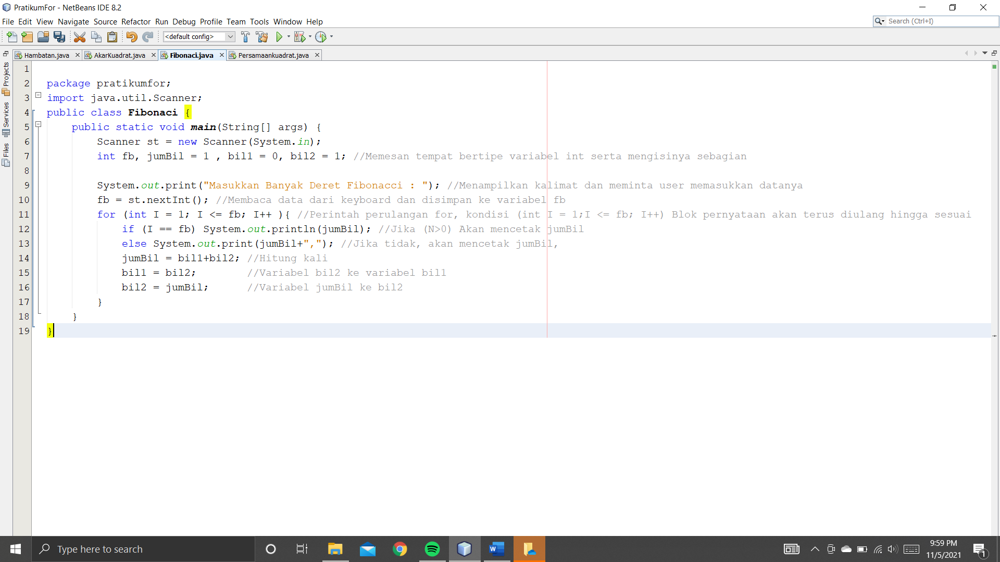 PratikumFor - NetBeans IDE 8.2
File Edit View Navigate Source Refactor Run Debug Profile Team Tools Window Help
Search (Ctrl+I)
<default config>
Hambatan.java AkarKuadrat.java Fibonaci.java Persamaankuadrat.java
Projects
Services
Files
1
2 package pratikumfor;
3 import java.util.Scanner;
4 public class Fibonaci {
5 public static void main(String[] args) {
6 Scanner st = new Scanner(System.in);
7 int fb, jumBil = 1 , bil1 = 0, bil2 = 1; //Memesan tempat bertipe variabel int serta mengisinya sebagian
8
9 System.out.print("Masukkan Banyak Deret Fibonacci : "); //Menampilkan kalimat dan meminta user memasukkan datanya
10 fb = st.nextInt(); //Membaca data dari keyboard dan disimpan ke variabel fb
11 for (int I = 1; I <= fb; I++ ){ //Perintah perulangan for, kondisi (int I = 1;I <= fb; I++) Blok pernyataan akan terus diulang hingga sesuai
12 if (I == fb) System.out.println(jumBil); //Jika (N>0) Akan mencetak jumBil
13 else System.out.print(jumBil+","); //Jika tidak, akan mencetak jumBil,
14 jumBil = bil1+bil2; //Hitung kali
15 bil1 = bil2; //Variabel bil2 ke variabel bil1
16 bil2 = jumBil; //Variabel jumBil ke bil2
17 }
18 }
19 }
Type here to search
9:59 PM
11/5/2021
1